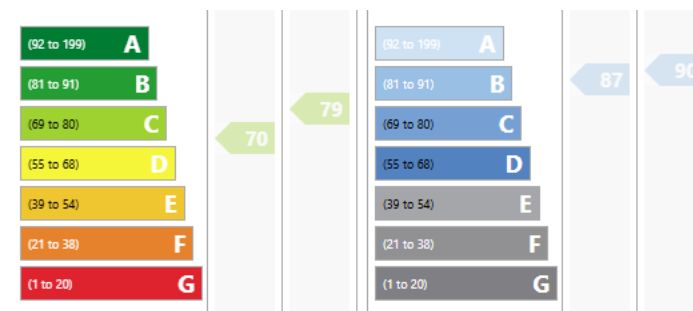 (92 to 199) A
(81 to 91) B
(69 to 80) C
(55 to 68) D
(39 to 54) E
(21 to 38) F
(1 to 20) G
70
79
(92 to 199) A
(81 to 91) B
(69 to 80) C
(55 to 68) D
(39 to 54) E
(21 to 38) F
(1 to 20) G
87
90